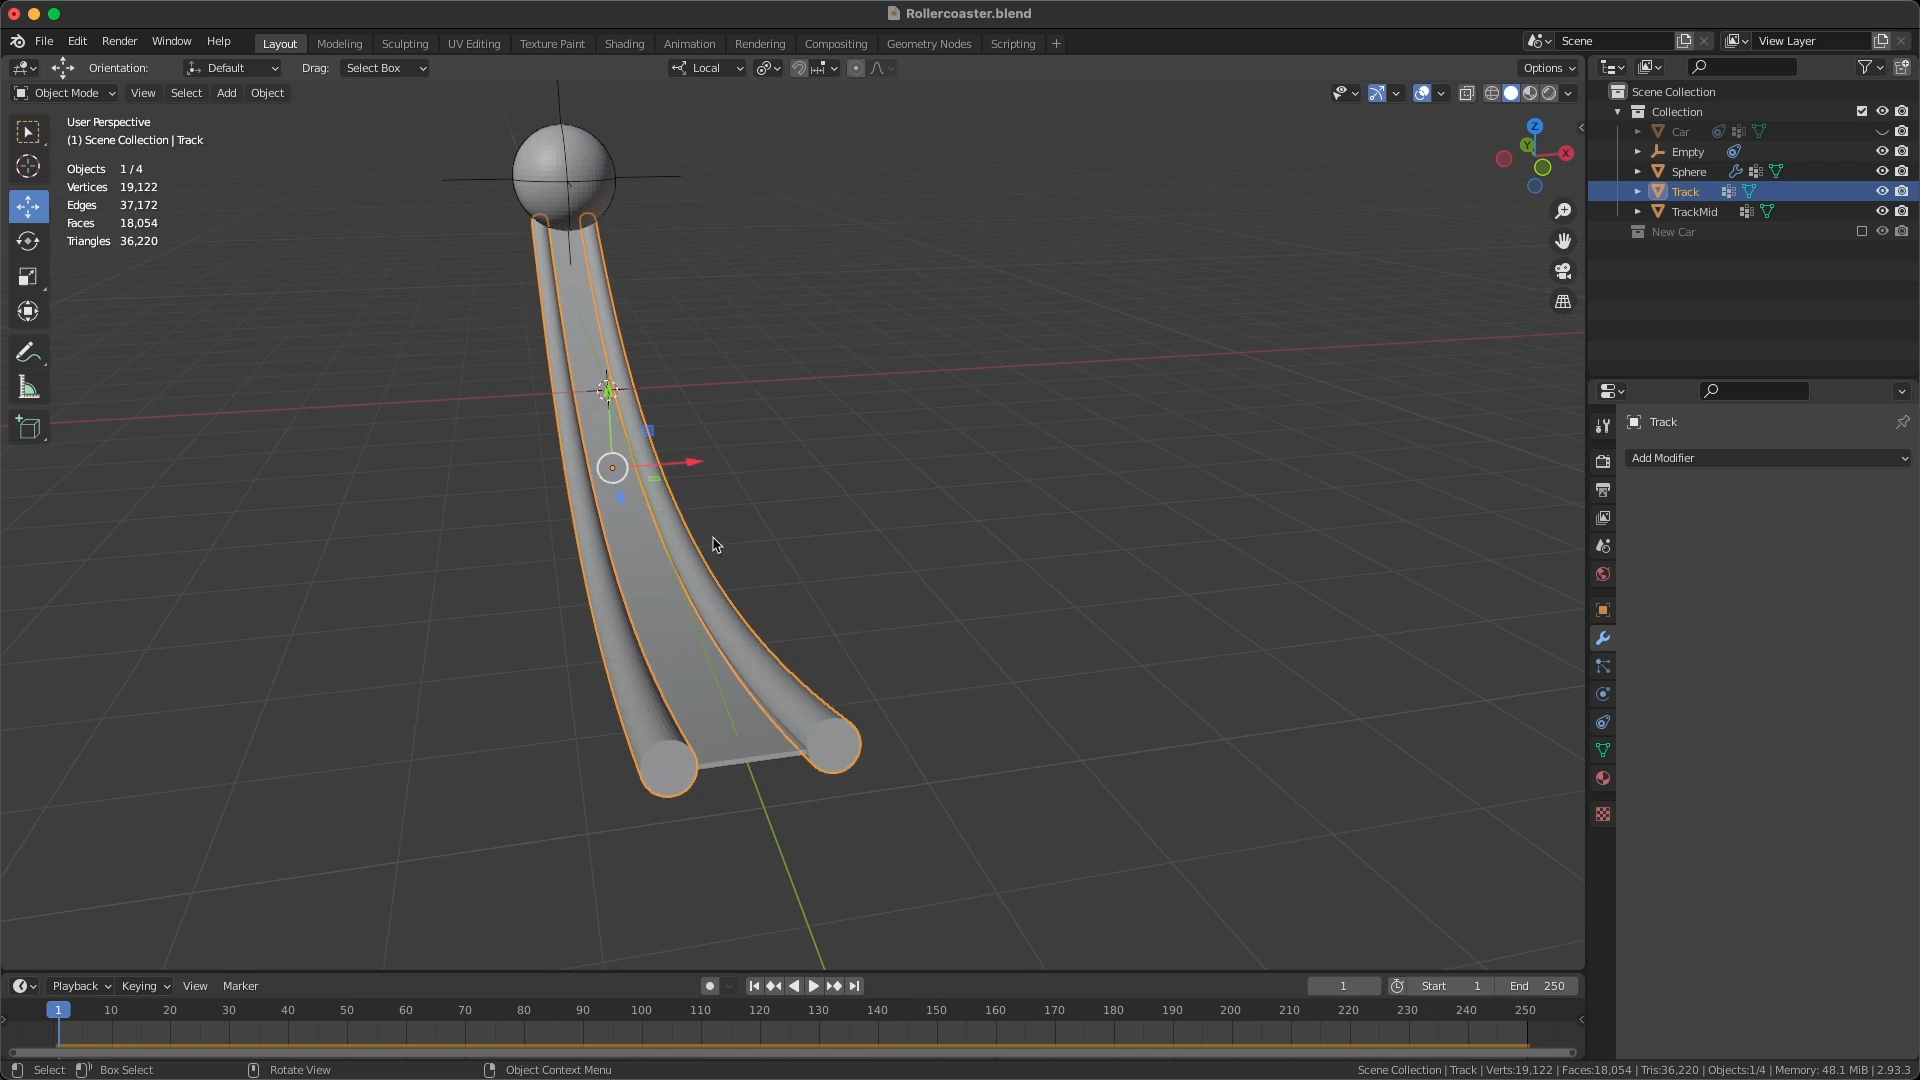 Rollercoaster.blend
File Edit Render Window Help Layout Modeling Sculpting UV Editing Texture Paint Shading Animation Rendering Compositing Geometry Nodes Scripting + Scene View Layer
Orientation: Default Drag: Select Box Local Options
Object Mode View Select Add Object
Scene Collection
Collection
Car
Empty
Sphere
Track
TrackMid
New Car
User Perspective
(1) Scene Collection | Track
Objects 1 / 4
Vertices 19,122
Edges 37,172
Faces 18,054
Triangles 36,220
Z
Y
X
Track
Add Modifier
Playback Keying View Marker 1 Start 1 End 250
1 10 20 30 40 50 60 70 80 90 100 110 120 130 140 150 160 170 180 190 200 210 220 230 240 250
Select Box Select Rotate View Object Context Menu Scene Collection | Track | Verts:19,122 | Faces:18,054 | Tris:36,220 | Objects:1/4 | Memory: 48.1 MiB | 2.93.3